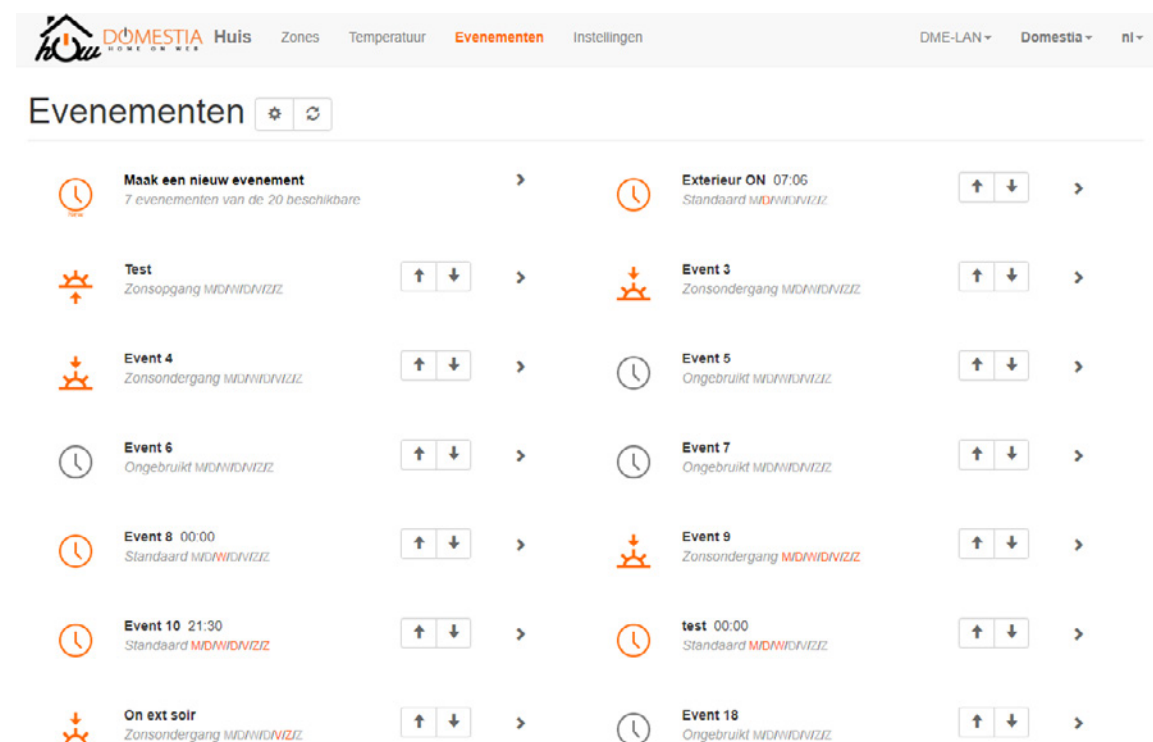 how DOMESTIA HOME ON WEB Huis Zones Temperatuur Evenementen Instellingen DME-LAN Domestia nl
Evenementen
Maak een nieuw evenement
7 evenementen van de 20 beschikbare
Exterieur ON 07:06
Standaard M/D/W/D/V/Z/Z
Test
Zonsopgang M/D/W/D/V/Z/Z
Event 3
Zonsondergang M/D/W/D/V/Z/Z
Event 4
Zonsondergang M/D/W/D/V/Z/Z
Event 5
Ongebruikt M/D/W/D/V/Z/Z
Event 6
Ongebruikt M/D/W/D/V/Z/Z
Event 7
Ongebruikt M/D/W/D/V/Z/Z
Event 8 00:00
Standaard M/D/W/D/V/Z/Z
Event 9
Zonsondergang M/D/W/D/V/Z/Z
Event 10 21:30
Standaard M/D/W/D/V/Z/Z
test 00:00
Standaard M/D/W/D/V/Z/Z
On ext soir
Zonsondergang M/D/W/D/V/Z/Z
Event 18
Ongebruikt M/D/W/D/V/Z/Z